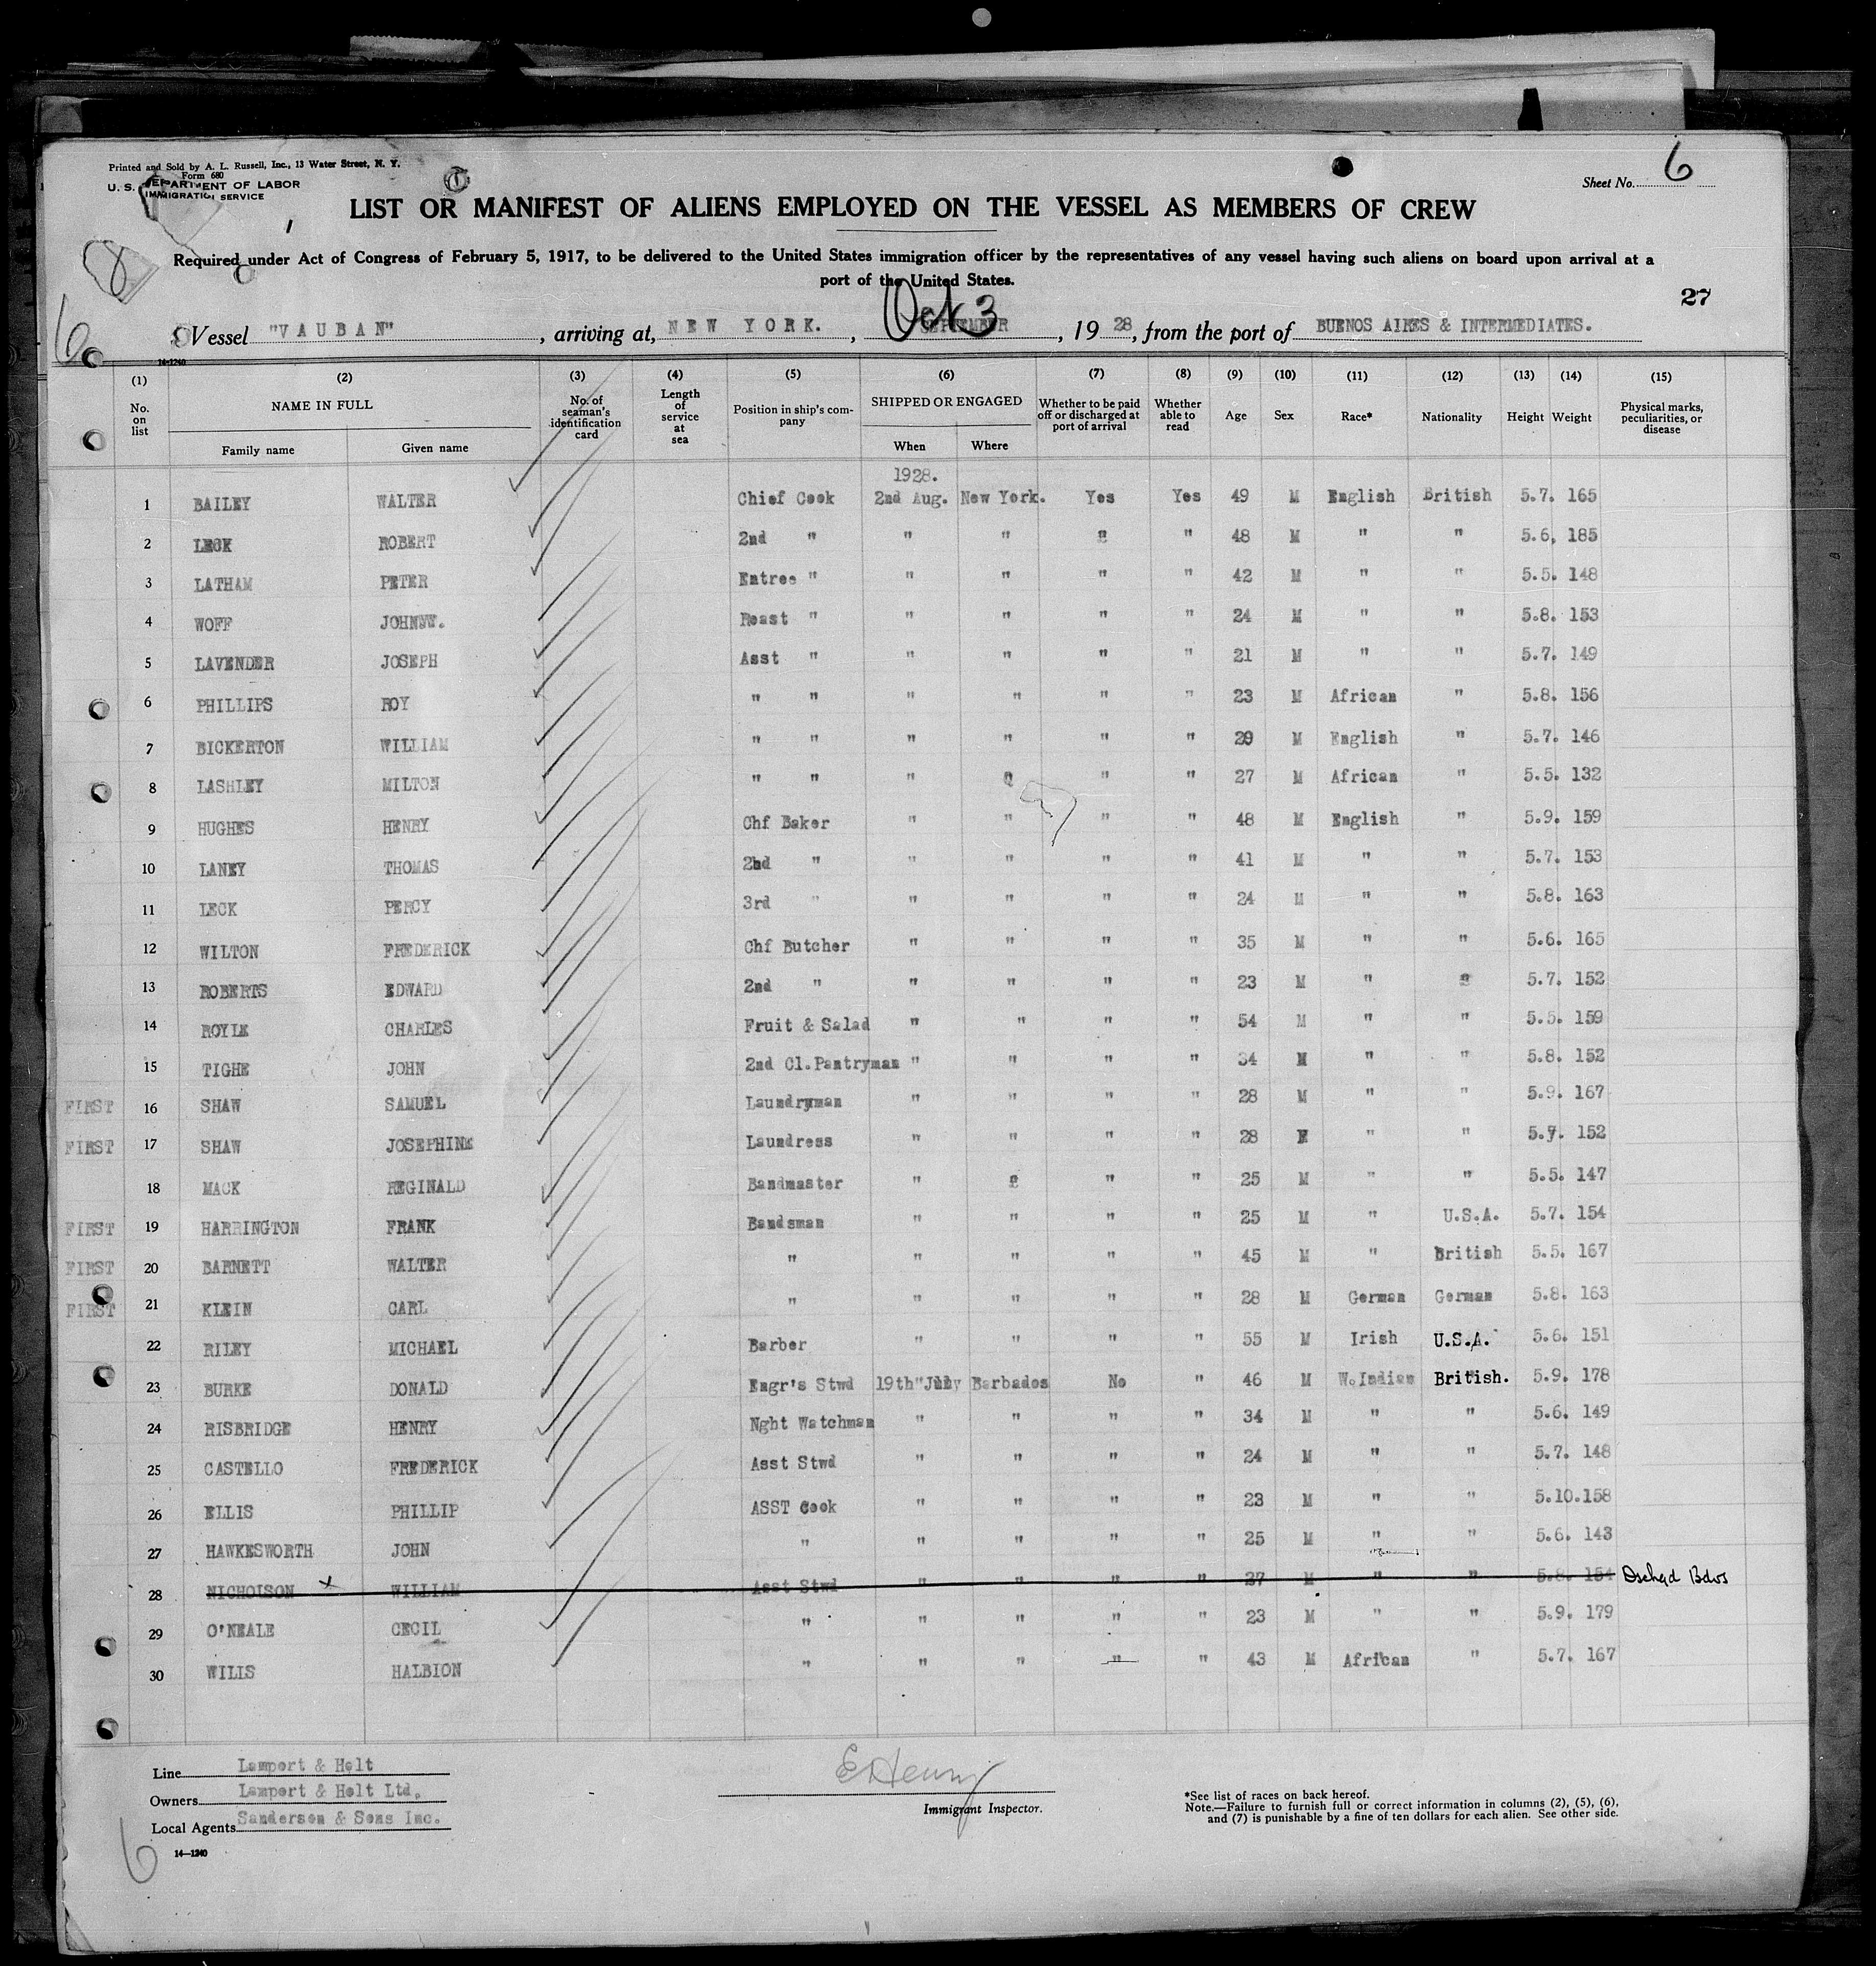 Printed and Sold by A. L. Russell, Inc., 13 Water Street, N. Y.
Form 680
U. S. DEPARTMENT OF LABOR
IMMIGRATION SERVICE
Sheet No. 6
LIST OR MANIFEST OF ALIENS EMPLOYED ON THE VESSEL AS MEMBERS OF CREW
8
Required under Act of Congress of February 5, 1917, to be delivered to the United States immigration officer by the representatives of any vessel having such aliens on board upon arrival at a
port of the United States.
27
6
Vessel "VAUBAN", arriving at, NEW YORK., Oct 3 SEPTEMBER, 1928, from the port of BUENOS AIRES & INTERMEDIATES.
14-1240
(1) (2) (3) (4) (5) (6) (7) (8) (9) (10) (11) (12) (13) (14) (15)
No. on list NAME IN FULL Family name Given name No. of seaman's identification card Length of service at sea Position in ship's company SHIPPED OR ENGAGED When Where Whether to be paid off or discharged at port of arrival Whether able to read Age Sex Race* Nationality Height Weight Physical marks, peculiarities, or disease
1928.
1 BAILEY WALTER Chief Cook 2nd Aug. New York. Yes Yes 49 M English British 5.7. 165
2 LECK ROBERT 2nd " " " " " 48 M " " 5.6, 185
3 LATHAM PETER Entree " " " " " 42 M " " 5.5. 148
4 WOFF JOHN W. Roast " " " " " 24 M " " 5.8. 153
5 LAVENDER JOSEPH Asst " " " " " 21 M " " 5.7. 149
6 PHILLIPS ROY " " " " " " 23 M African " 5.8. 156
7 BICKERTON WILLIAM " " " " " " 29 M English " 5.7. 146
8 LASHLEY MILTON " " " " " " 27 M African " 5.5. 132
9 HUGHES HENRY Chf Baker " " " " 48 M English " 5.9. 159
10 LANEY THOMAS 2nd " " " " " 41 M " " 5.7. 153
11 LECK PERCY 3rd " " " " " 24 M " " 5.8. 163
12 WILTON FREDERICK Chf Butcher " " " " 35 M " " 5.6. 165
13 ROBERTS EDWARD 2nd " " " " " 23 M " " 5.7. 152
14 ROYLE CHARLES Fruit & Salad " " " " 54 M " " 5.5. 159
15 TIGHE JOHN 2nd Cl.Pantryman " " " " 34 M " " 5.8. 152
FIRST 16 SHAW SAMUEL Laundryman " " " " 28 M " " 5.9. 167
FIRST 17 SHAW JOSEPHINE Laundress " " " " 28 F " " 5.7. 152
18 MACK REGINALD Bandmaster " " " " 25 M " " 5.5. 147
FIRST 19 HARRINGTON FRANK Bandsman " " " " 25 M " U.S.A. 5.7. 154
FIRST 20 BARNETT WALTER " " " " " 45 M " British 5.5. 167
FIRST 21 KLEIN CARL " " " " " 28 M German German 5.8. 163
22 RILEY MICHAEL Barber " " " " 55 M Irish U.S.A. 5.6. 151
23 BURKE DONALD Engr's Stwd 19th July Barbados No " 46 M W.Indian British. 5.9. 178
24 RISBRIDGE HENRY Nght Watchman " " " " 34 M " " 5.6. 149
25 CASTELLO FREDERICK Asst Stwd " " " " 24 M " " 5.7. 148
26 ELLIS PHILLIP ASST Cook " " " " 23 M " " 5.10.158
27 HAWKESWORTH JOHN " " " " " 25 M " " 5.6. 143
28 NICHOLSON x WILLIAM Asst Stwd " " " " 37 M " " 5.8. 154 Dschgd Bdos
29 O'NEALE CECIL " " " " " 23 M " " 5.9. 179
30 WILIS HALBION " " " " " 43 M African " 5.7. 167
Line Lamport & Holt
Owners Lamport & Holt Ltd,
Local Agents Sanderson & Sons Inc.
E Henry
Immigrant Inspector.
*See list of races on back hereof.
Note.—Failure to furnish full or correct information in columns (2), (5), (6),
and (7) is punishable by a fine of ten dollars for each alien. See other side.
6
14—1240